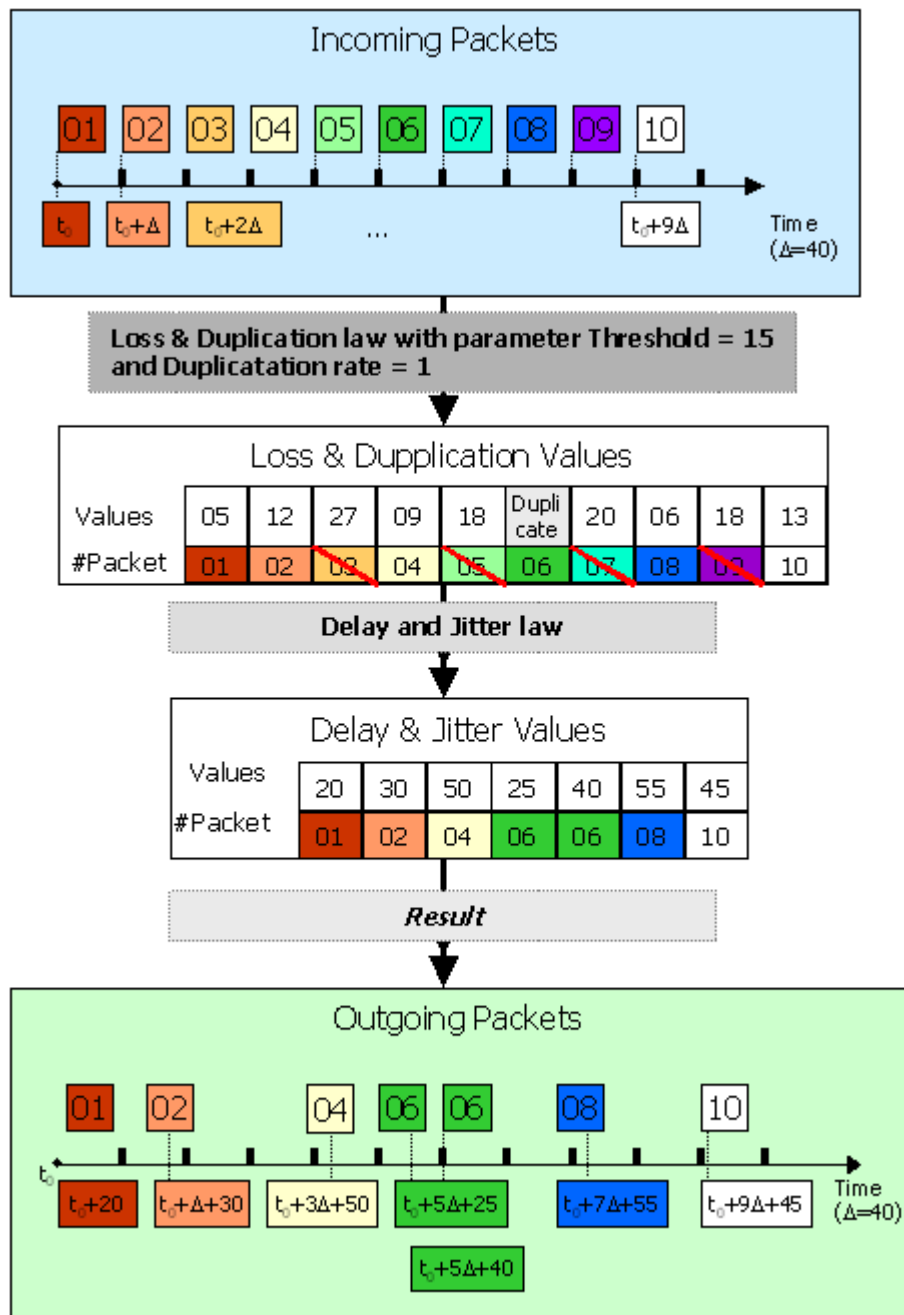 Incoming Packets
01 02 03 04 05 06 07 08 09 10
t₀ t₀+Δ t₀+2Δ ... t₀+9Δ Time
(Δ=40)
Loss & Duplication law with parameter Threshold = 15
and Duplicatation rate = 1
Loss & Dupplication Values
Values 05 12 27 09 18 Dupli 20 06 18 13
cate
#Packet 01 02 03 04 05 06 07 08 09 10
Delay and Jitter law
Delay & Jitter Values
Values 20 30 50 25 40 55 45
#Packet 01 02 04 06 06 08 10
Result
Outgoing Packets
01 02 04 06 06 08 10
t₀
t₀+20 t₀+Δ+30 t₀+3Δ+50 t₀+5Δ+25 t₀+7Δ+55 t₀+9Δ+45 Time
(Δ=40)
t₀+5Δ+40